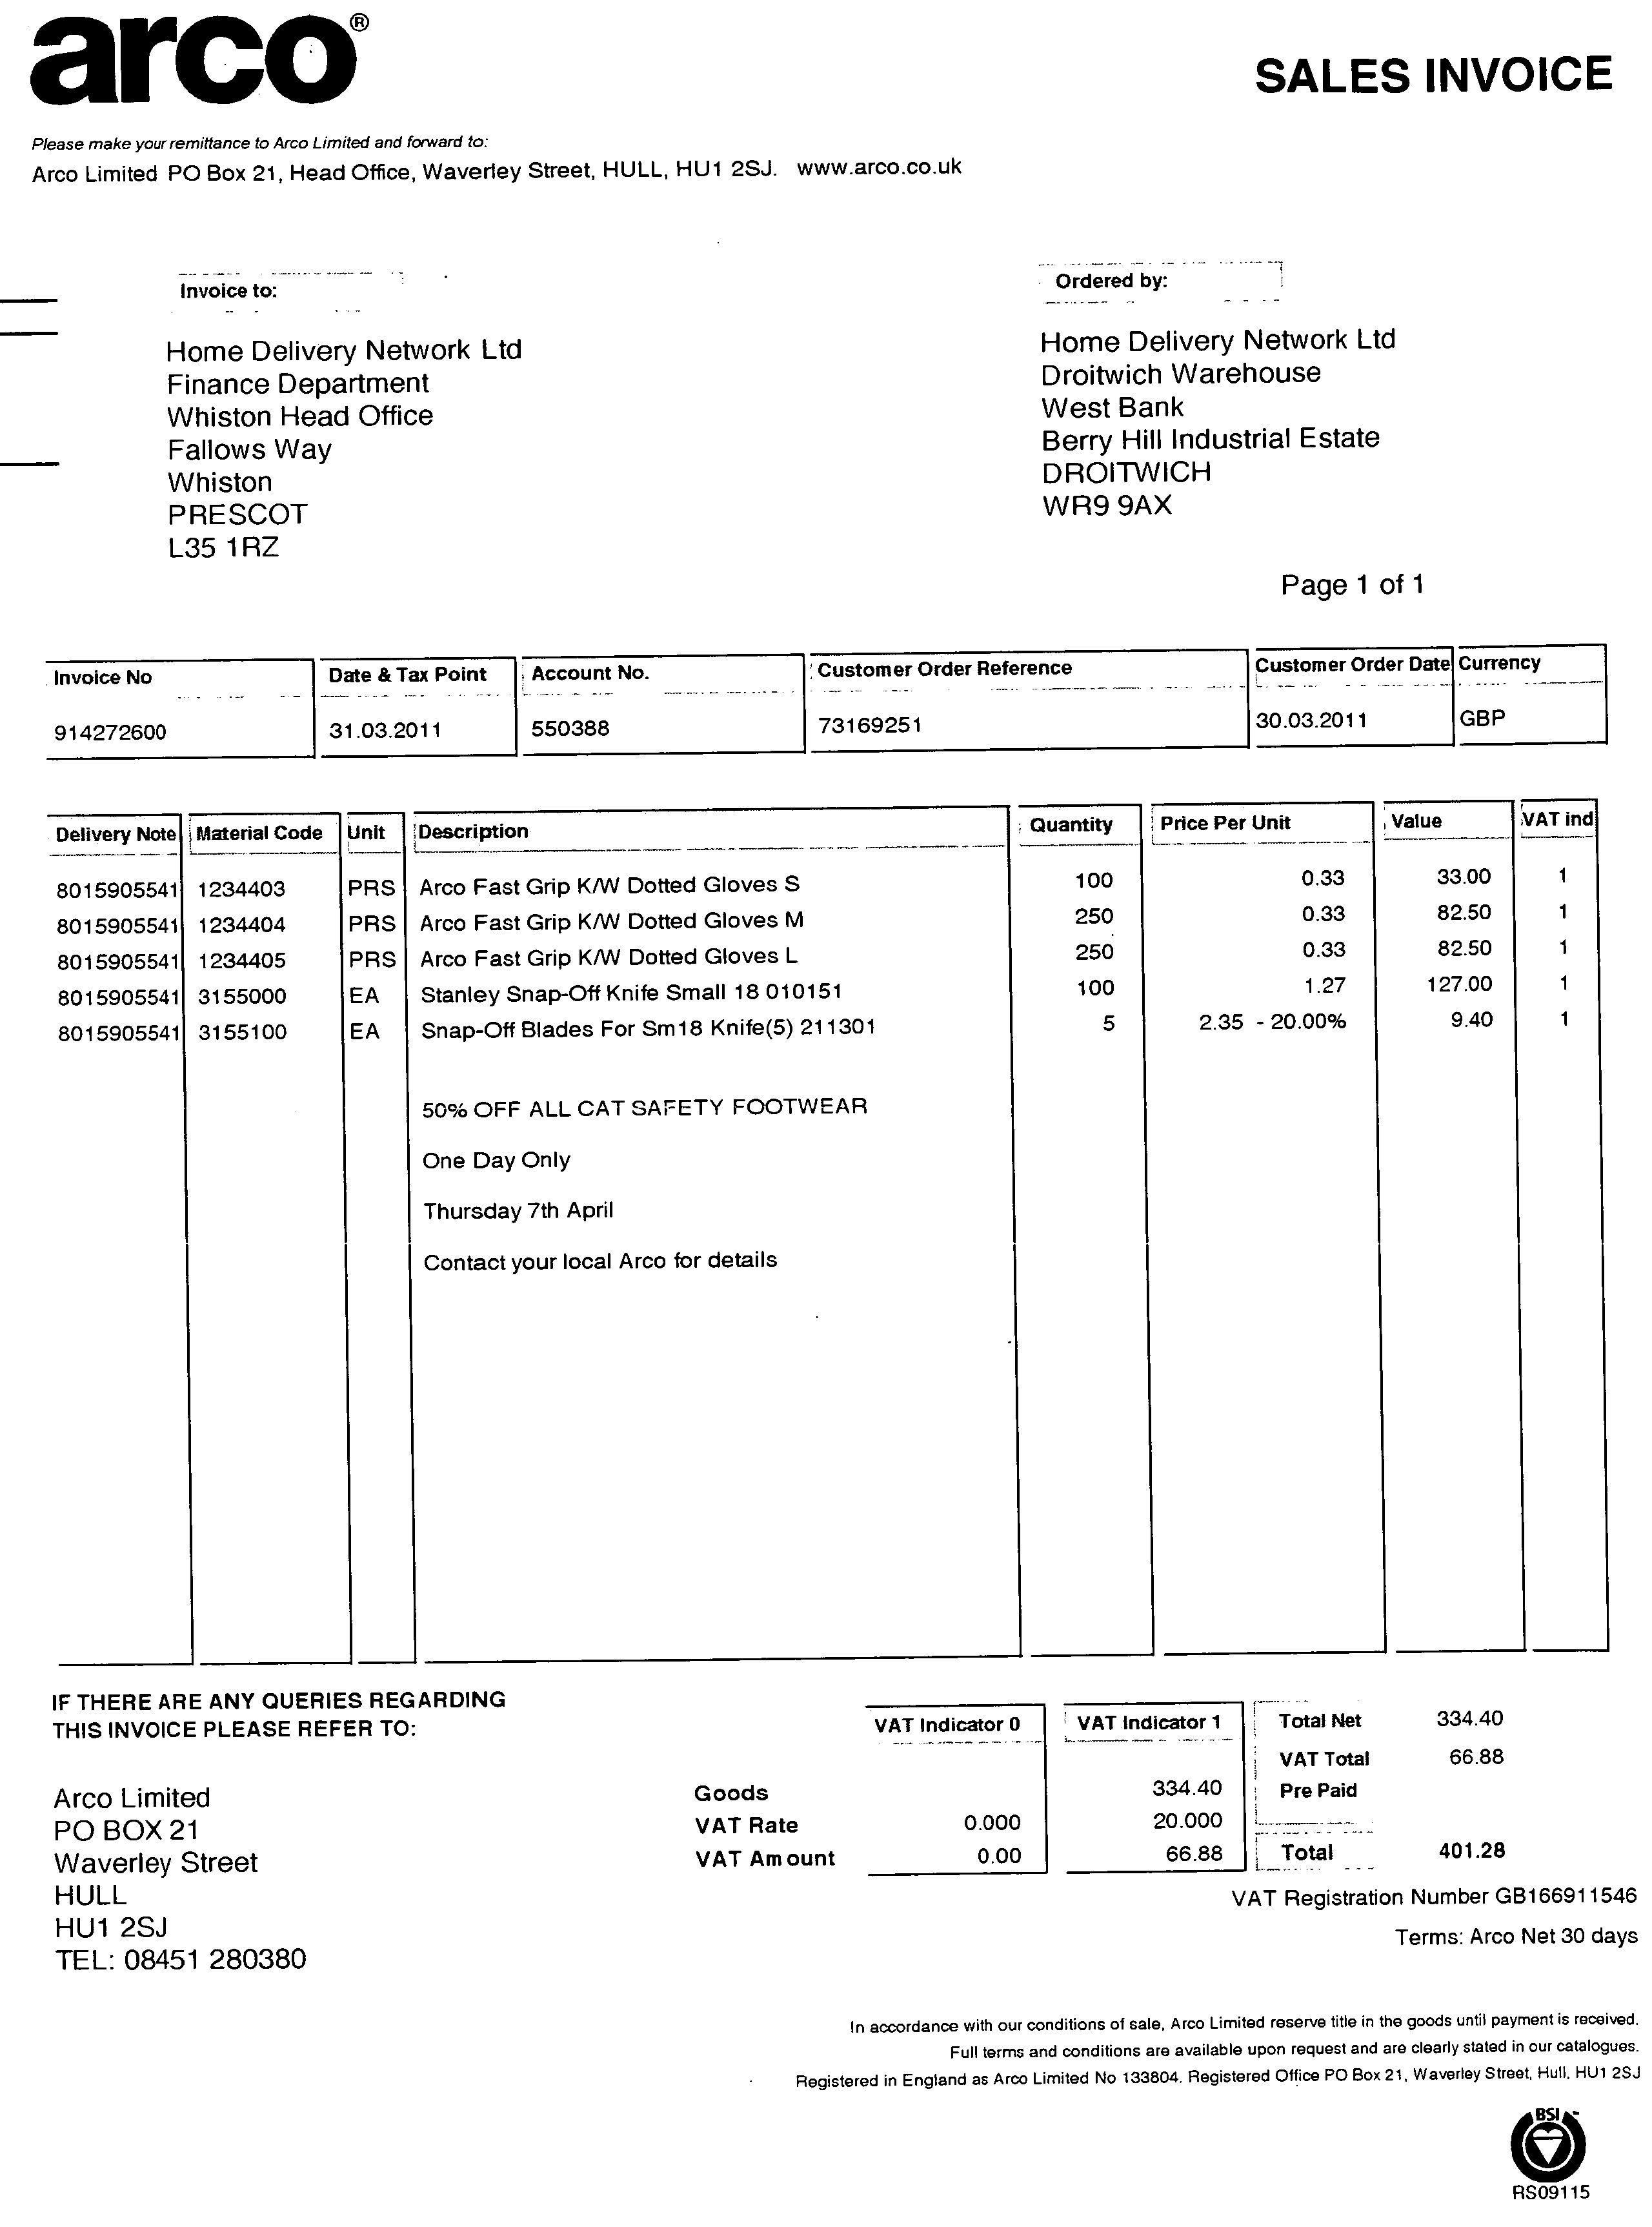 arco®
SALES INVOICE
Please make your remittance to Arco Limited and forward to:
Arco Limited PO Box 21, Head Office, Waverley Street, HULL, HU1 2SJ. www.arco.co.uk
Invoice to:
Home Delivery Network Ltd
Finance Department
Whiston Head Office
Fallows Way
Whiston
PRESCOT
L35 1RZ
Ordered by:
Home Delivery Network Ltd
Droitwich Warehouse
West Bank
Berry Hill Industrial Estate
DROITWICH
WR9 9AX
Page 1 of 1
Invoice No Date & Tax Point Account No. Customer Order Reference Customer Order Date Currency
914272600 31.03.2011 550388 73169251 30.03.2011 GBP
Delivery Note Material Code Unit Description Quantity Price Per Unit Value VAT ind
8015905541 1234403 PRS Arco Fast Grip K/W Dotted Gloves S 100 0.33 33.00 1
8015905541 1234404 PRS Arco Fast Grip K/W Dotted Gloves M 250 0.33 82.50 1
8015905541 1234405 PRS Arco Fast Grip K/W Dotted Gloves L 250 0.33 82.50 1
8015905541 3155000 EA Stanley Snap-Off Knife Small 18 010151 100 1.27 127.00 1
8015905541 3155100 EA Snap-Off Blades For Sm18 Knife(5) 211301 5 2.35 - 20.00% 9.40 1
50% OFF ALL CAT SAFETY FOOTWEAR
One Day Only
Thursday 7th April
Contact your local Arco for details
IF THERE ARE ANY QUERIES REGARDING
THIS INVOICE PLEASE REFER TO:
Arco Limited
PO BOX 21
Waverley Street
HULL
HU1 2SJ
TEL: 08451 280380
VAT Indicator 0 VAT Indicator 1
Goods 334.40
VAT Rate 0.000 20.000
VAT Amount 0.00 66.88
Total Net 334.40
VAT Total 66.88
Pre Paid
Total 401.28
VAT Registration Number GB166911546
Terms: Arco Net 30 days
In accordance with our conditions of sale, Arco Limited reserve title in the goods until payment is received.
Full terms and conditions are available upon request and are clearly stated in our catalogues.
Registered in England as Arco Limited No 133804. Registered Office PO Box 21, Waverley Street, Hull, HU1 2SJ
BSI
RS09115